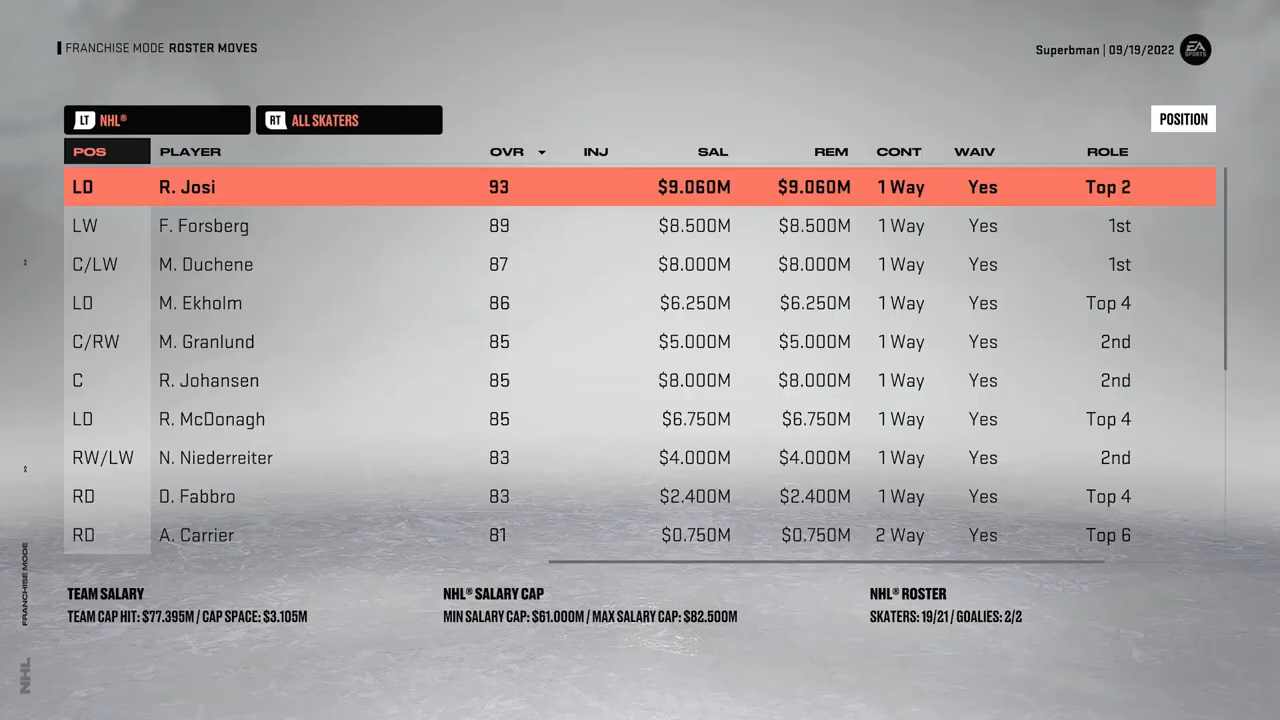 FRANCHISE MODE ROSTER MOVES
Superbman | 09/19/2022 EA SPORTS
LT NHL® RT ALL SKATERS POSITION
POS PLAYER OVR INJ SAL REM CONT WAIV ROLE
LD R. Josi 93 $9.060M $9.060M 1 Way Yes Top 2
LW F. Forsberg 89 $8.500M $8.500M 1 Way Yes 1st
C/LW M. Duchene 87 $8.000M $8.000M 1 Way Yes 1st
LD M. Ekholm 86 $6.250M $6.250M 1 Way Yes Top 4
C/RW M. Granlund 85 $5.000M $5.000M 1 Way Yes 2nd
C R. Johansen 85 $8.000M $8.000M 1 Way Yes 2nd
LD R. McDonagh 85 $6.750M $6.750M 1 Way Yes Top 4
RW/LW N. Niederreiter 83 $4.000M $4.000M 1 Way Yes 2nd
RD D. Fabbro 83 $2.400M $2.400M 1 Way Yes Top 4
RD A. Carrier 81 $0.750M $0.750M 2 Way Yes Top 6
TEAM SALARY NHL® SALARY CAP NHL® ROSTER
TEAM CAP HIT: $77.395M / CAP SPACE: $3.105M MIN SALARY CAP: $61.000M / MAX SALARY CAP: $82.500M SKATERS: 19/21 / GOALIES: 2/2
FRANCHISE MODE
NHL